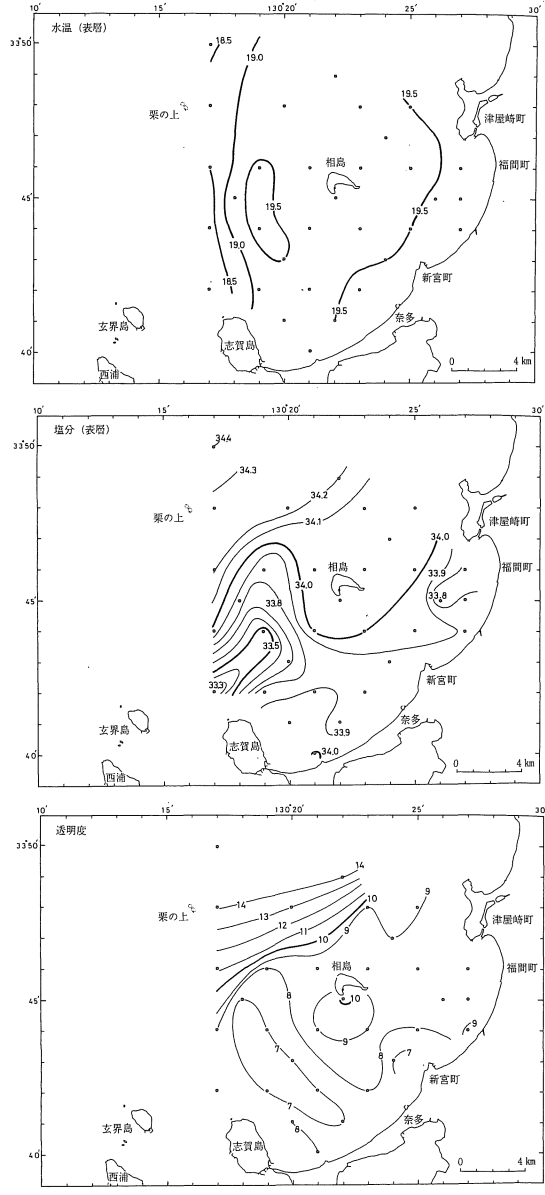 10′ 15′ 130°20′ 25′ 30′
水温（表層）
33°50′
18.5
19.0
19.5
栗の上
津屋崎町
相島
福間町
45′
19.5
19.5
19.0
18.5
新宮町
19.5
玄界島
奈多
志賀島
40′
西浦
0 4 km
10′ 15′ 130°20′ 25′ 30′
塩分（表層）
33°50′
34.4
34.3
34.2
栗の上
34.1
津屋崎町
34.0
相島
33.9
福間町
34.0
33.8
33.8
45′
33.5
33.3
新宮町
33.9
玄界島
奈多
志賀島
34.0
40′
西浦
0 4 km
10′ 15′ 130°20′ 25′ 30′
透明度
33°50′
14
14
10
9
栗の上
13
12
11
10
9
津屋崎町
相島
福間町
8
10
45′
9
9
7
8
7
新宮町
7
8
玄界島
奈多
志賀島
40′
西浦
0 4 km